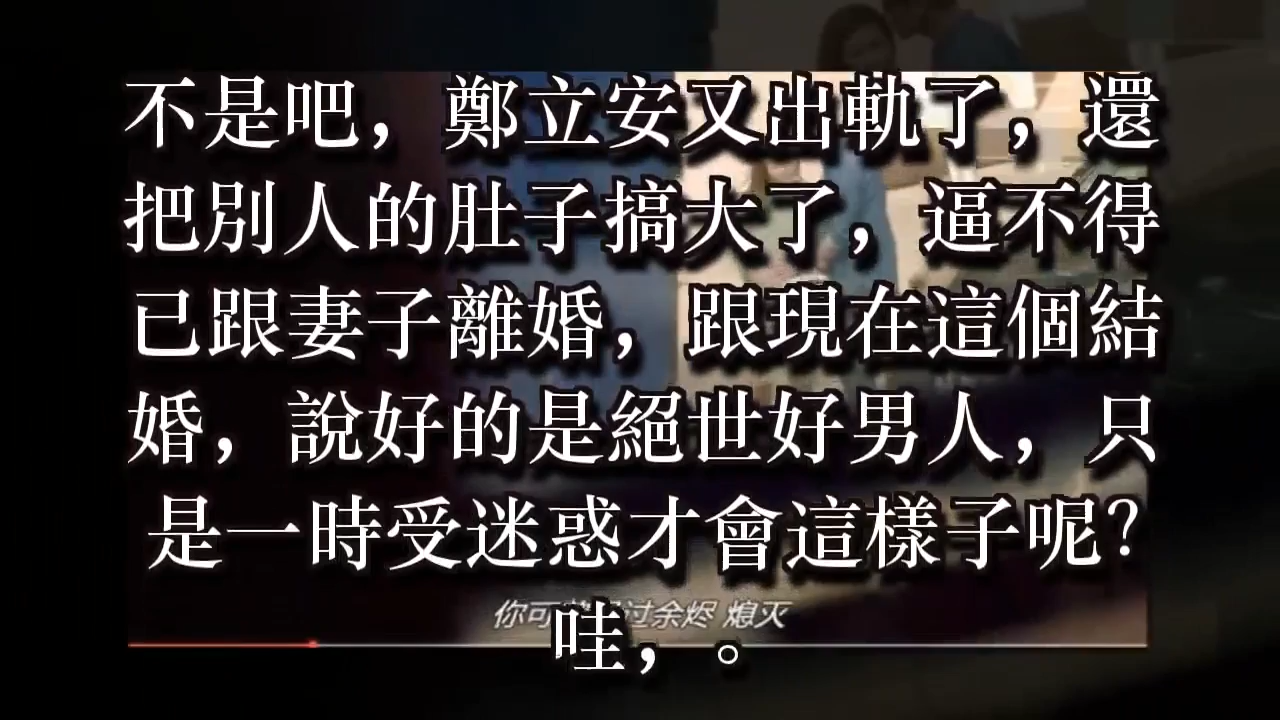 不是吧，鄭立安又出軌了，還
把別人的肚子搞大了，逼不得
已跟妻子離婚，跟現在這個結
婚，說好的是絕世好男人，只
是一時受迷惑才會這樣子呢？
你可 过余烬 熄灭
哇，。